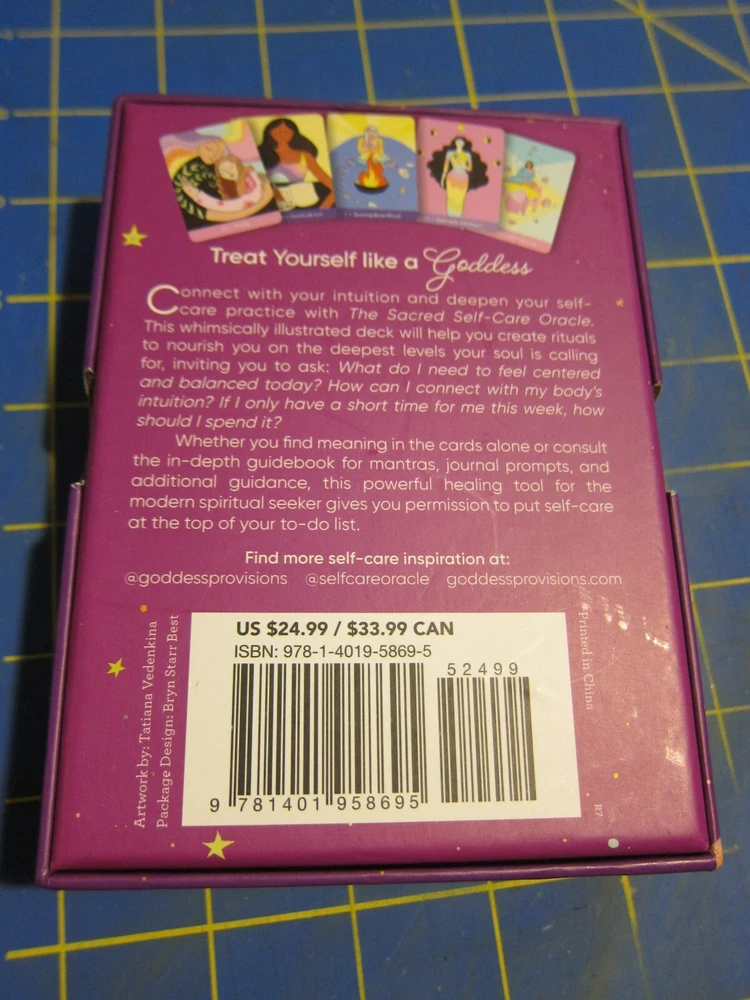 Treat Yourself like a Goddess
Connect with your intuition and deepen your self-
care practice with The Sacred Self-Care Oracle.
This whimsically illustrated deck will help you create rituals
to nourish you on the deepest levels your soul is calling
for, inviting you to ask: What do I need to feel centered
and balanced today? How can I connect with my body's
intuition? If I only have a short time for me this week, how
should I spend it?
Whether you find meaning in the cards alone or consult
the in-depth guidebook for mantras, journal prompts, and
additional guidance, this powerful healing tool for the
modern spiritual seeker gives you permission to put self-care
at the top of your to-do list.
Find more self-care inspiration at:
@goddessprovisions @selfcareoracle goddessprovisions.com
Artwork by: Tatiana Vedenkina
Package Design: Bryn Starr Best
US $24.99 / $33.99 CAN
ISBN: 978-1-4019-5869-5
52499
9 781401 958695
Printed in China
R7